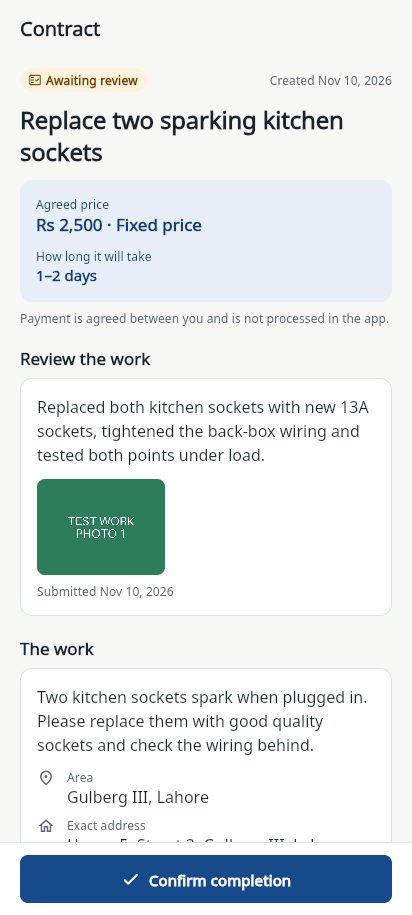 Contract
Awaiting review
Created Nov 10, 2026
Replace two sparking kitchen
sockets
Agreed price
Rs 2,500 · Fixed price
How long it will take
1–2 days
Payment is agreed between you and is not processed in the app.
Review the work
Replaced both kitchen sockets with new 13A
sockets, tightened the back-box wiring and
tested both points under load.
TEST WORK
PHOTO 1
Submitted Nov 10, 2026
The work
Two kitchen sockets spark when plugged in.
Please replace them with good quality
sockets and check the wiring behind.
Area
Gulberg III, Lahore
Exact address
Confirm completion